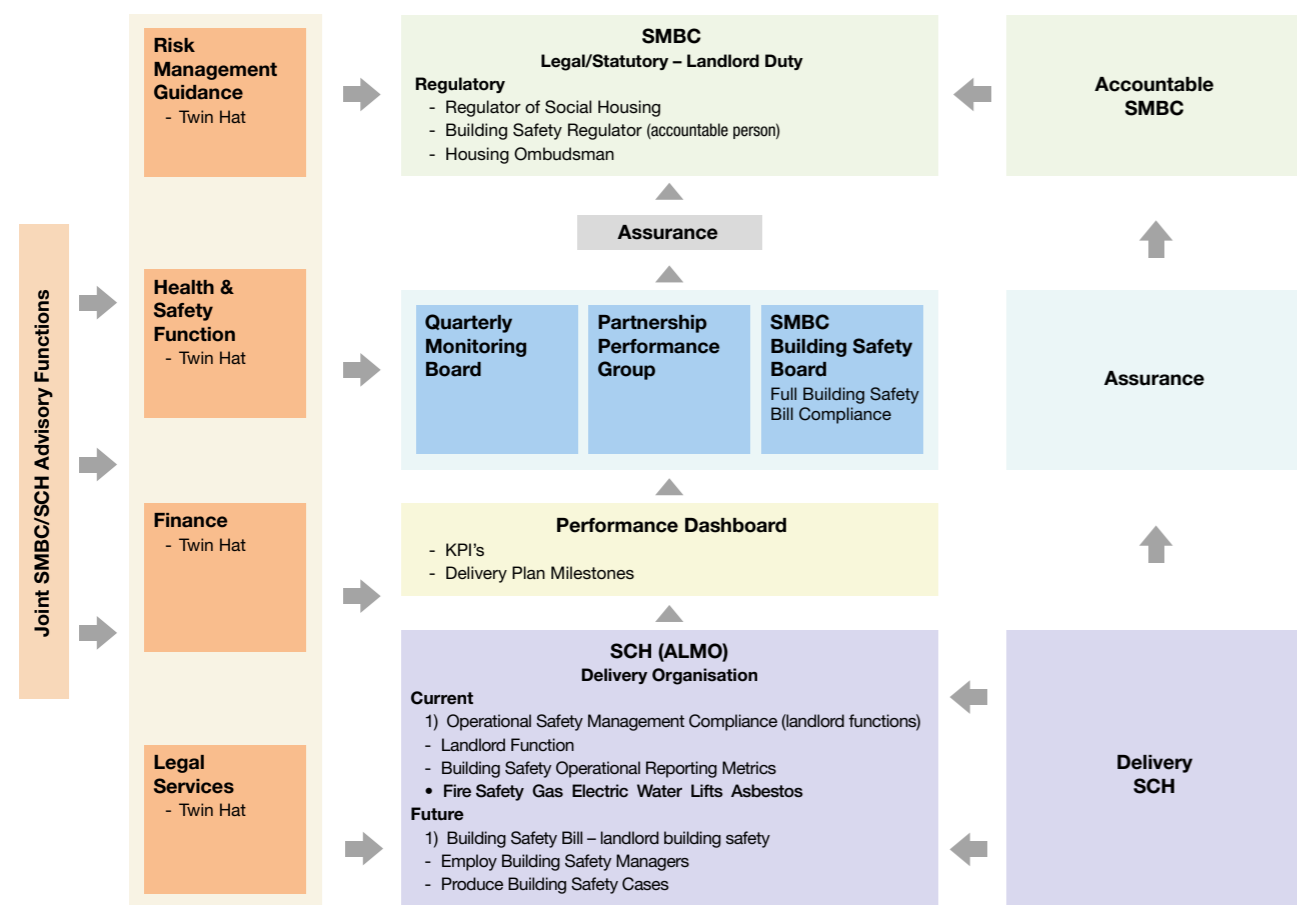 Joint SMBC/SCH Advisory Functions
Risk
Management
Guidance
- Twin Hat
Health &
Safety
Function
- Twin Hat
Finance
- Twin Hat
Legal
Services
- Twin Hat
SMBC
Legal/Statutory – Landlord Duty
Regulatory
- Regulator of Social Housing
- Building Safety Regulator (accountable person)
- Housing Ombudsman
Assurance
Quarterly
Monitoring
Board
Partnership
Performance
Group
SMBC
Building Safety
Board
Full Building Safety
Bill Compliance
Performance Dashboard
- KPI's
- Delivery Plan Milestones
SCH (ALMO)
Delivery Organisation
Current
1) Operational Safety Management Compliance (landlord functions)
- Landlord Function
- Building Safety Operational Reporting Metrics
• Fire Safety Gas Electric Water Lifts Asbestos
Future
1) Building Safety Bill – landlord building safety
- Employ Building Safety Managers
- Produce Building Safety Cases
Accountable
SMBC
Assurance
Delivery
SCH